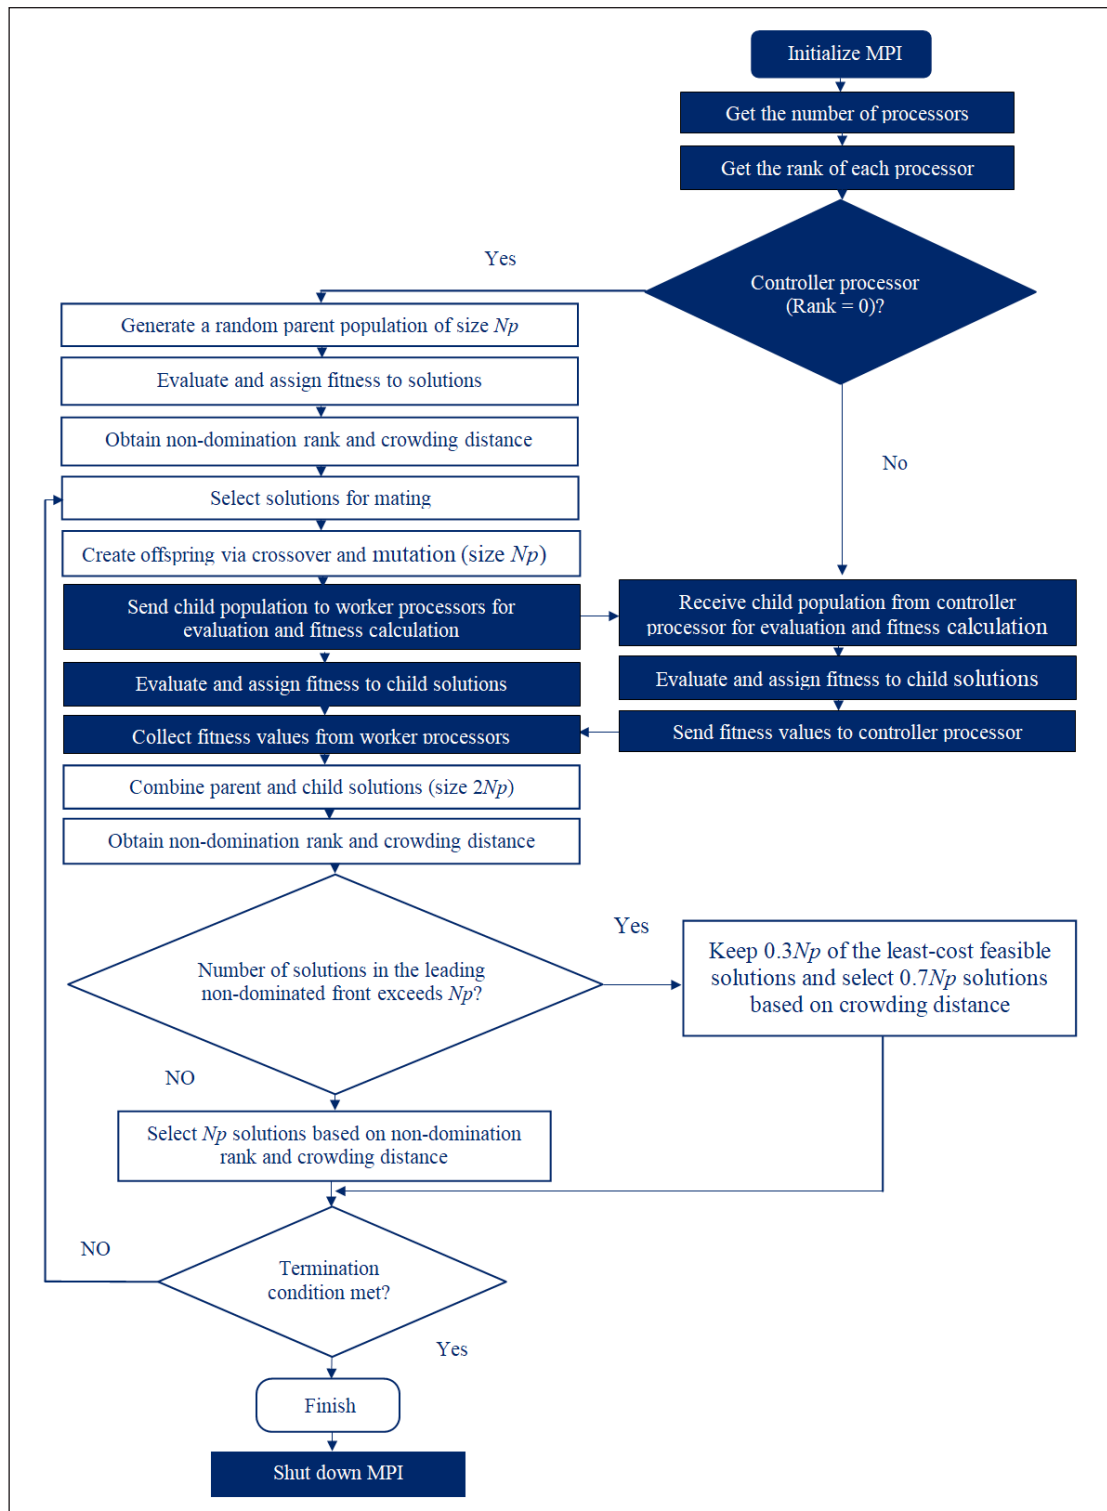 Initialize MPI
Get the number of processors
Get the rank of each processor
Controller processor
(Rank = 0)?
Yes
No
Generate a random parent population of size Np
Evaluate and assign fitness to solutions
Obtain non-domination rank and crowding distance
Select solutions for mating
Create offspring via crossover and mutation (size Np)
Send child population to worker processors for
evaluation and fitness calculation
Receive child population from controller
processor for evaluation and fitness calculation
Evaluate and assign fitness to child solutions
Evaluate and assign fitness to child solutions
Collect fitness values from worker processors
Send fitness values to controller processor
Combine parent and child solutions (size 2Np)
Obtain non-domination rank and crowding distance
Number of solutions in the leading
non-dominated front exceeds Np?
Yes
Keep 0.3Np of the least-cost feasible
solutions and select 0.7Np solutions
based on crowding distance
NO
Select Np solutions based on non-domination
rank and crowding distance
NO
Termination
condition met?
Yes
Finish
Shut down MPI